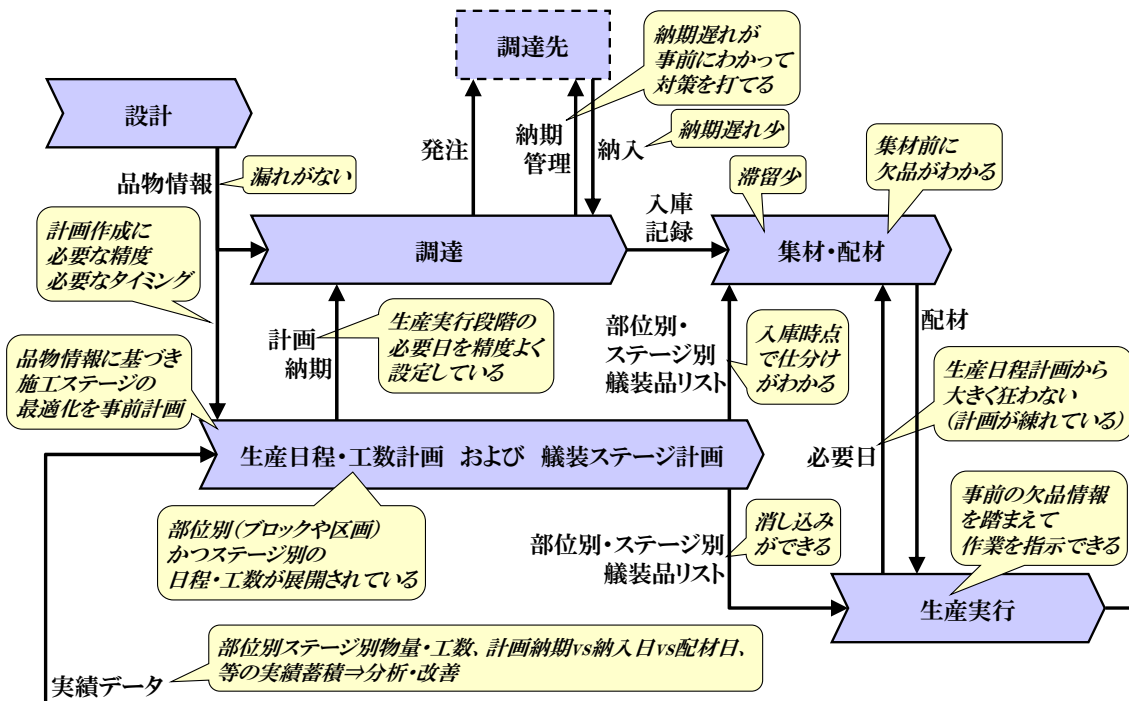 調達先
納期遅れが
事前にわかって
対策を打てる
設計
発注
納期
管理
納入
納期遅れ少
集材前に
欠品がわかる
品物情報
漏れがない
滞留少
計画作成に
必要な精度
必要なタイミング
調達
入庫
記録
集材・配材
計画
納期
生産実行段階の
必要日を精度よく
設定している
部位別・
ステージ別
艤装品リスト
入庫時点
で仕分け
がわかる
配材
品物情報に基づき
施工ステージの
最適化を事前計画
生産日程計画から
大きく狂わない
(計画が練れている)
生産日程・工数計画 および 艤装ステージ計画
必要日
部位別(ブロックや区画)
かつステージ別の
日程・工数が展開されている
部位別・ステージ別
艤装品リスト
消し込み
ができる
事前の欠品情報
を踏まえて
作業を指示できる
生産実行
部位別ステージ別物量・工数、計画納期vs納入日vs配材日、
等の実績蓄積⇒分析・改善
実績データ